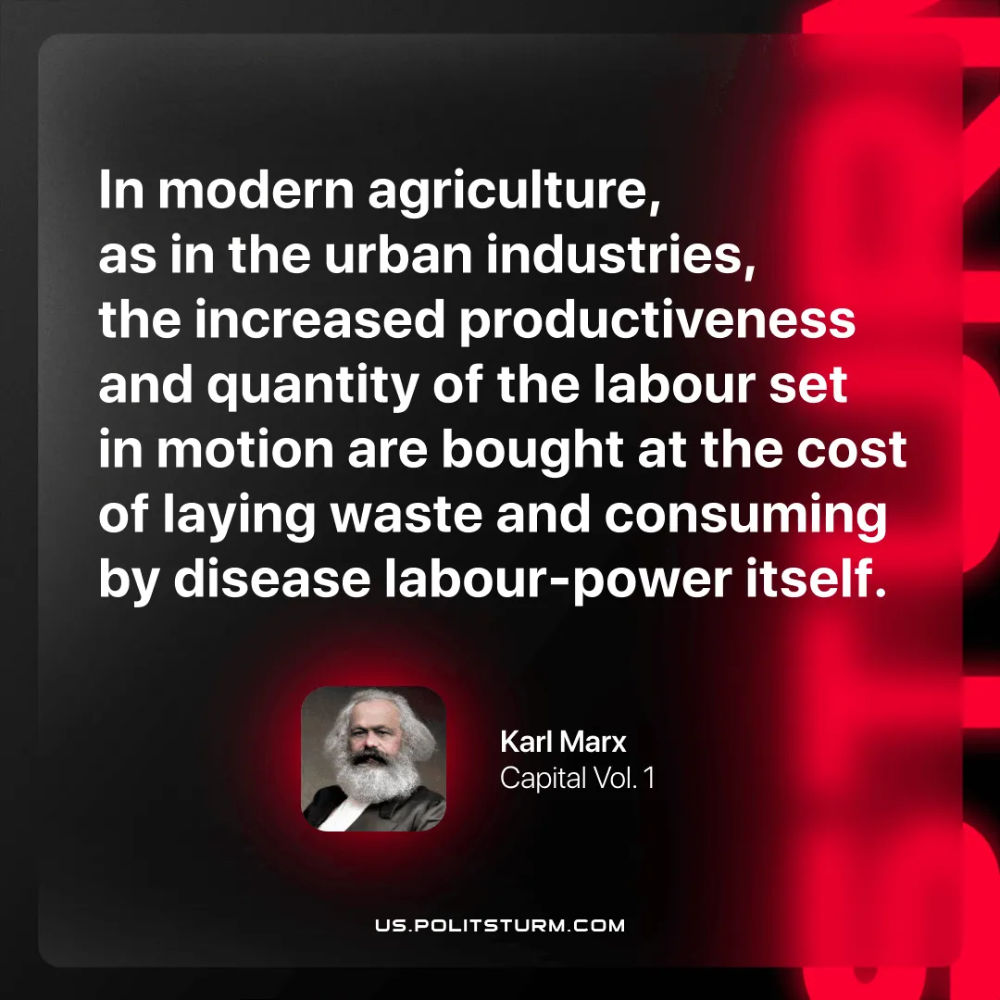 In modern agriculture,
as in the urban industries,
the increased productiveness
and quantity of the labour set
in motion are bought at the cost
of laying waste and consuming
by disease labour-power itself.
Karl Marx
Capital Vol. 1
US.POLITSTURM.COM